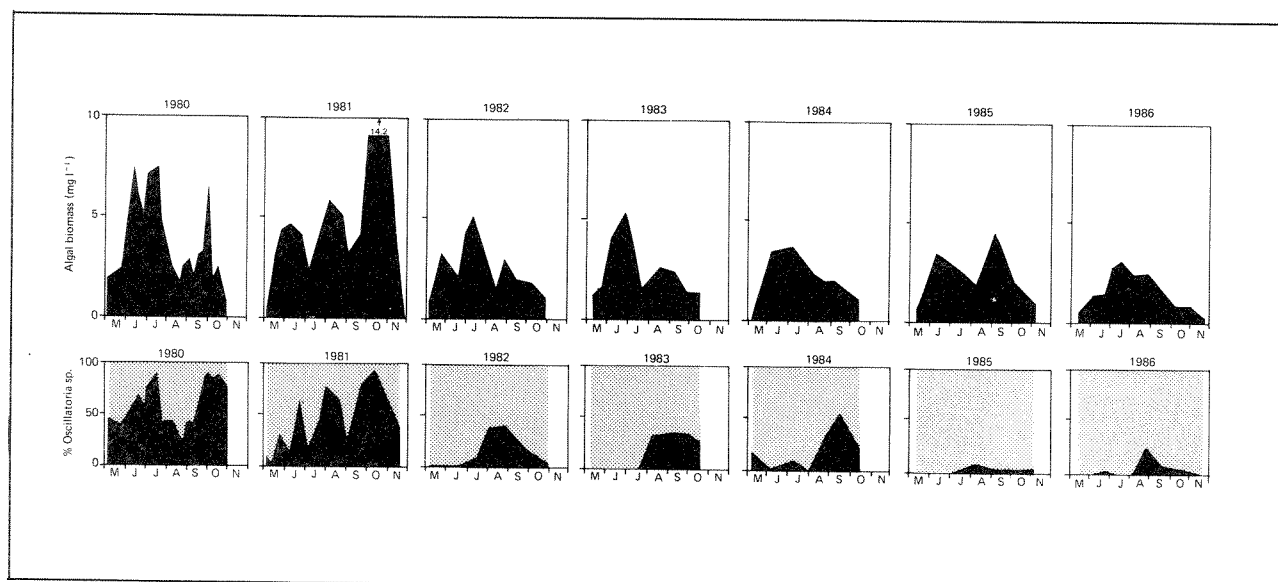 1980 1981 1982 1983 1984 1985 1986
Algal biomass (mg l⁻¹)
10
5
0
14.2
M J J A S O N M J J A S O N M J J A S O N M J J A S O N M J J A S O N M J J A S O N M J J A S O N
1980 1981 1982 1983 1984 1985 1986
% Oscillatoria sp.
100
50
0
M J J A S O N M J J A S O N M J J A S O N M J J A S O N M J J A S O N M J J A S O N M J J A S O N